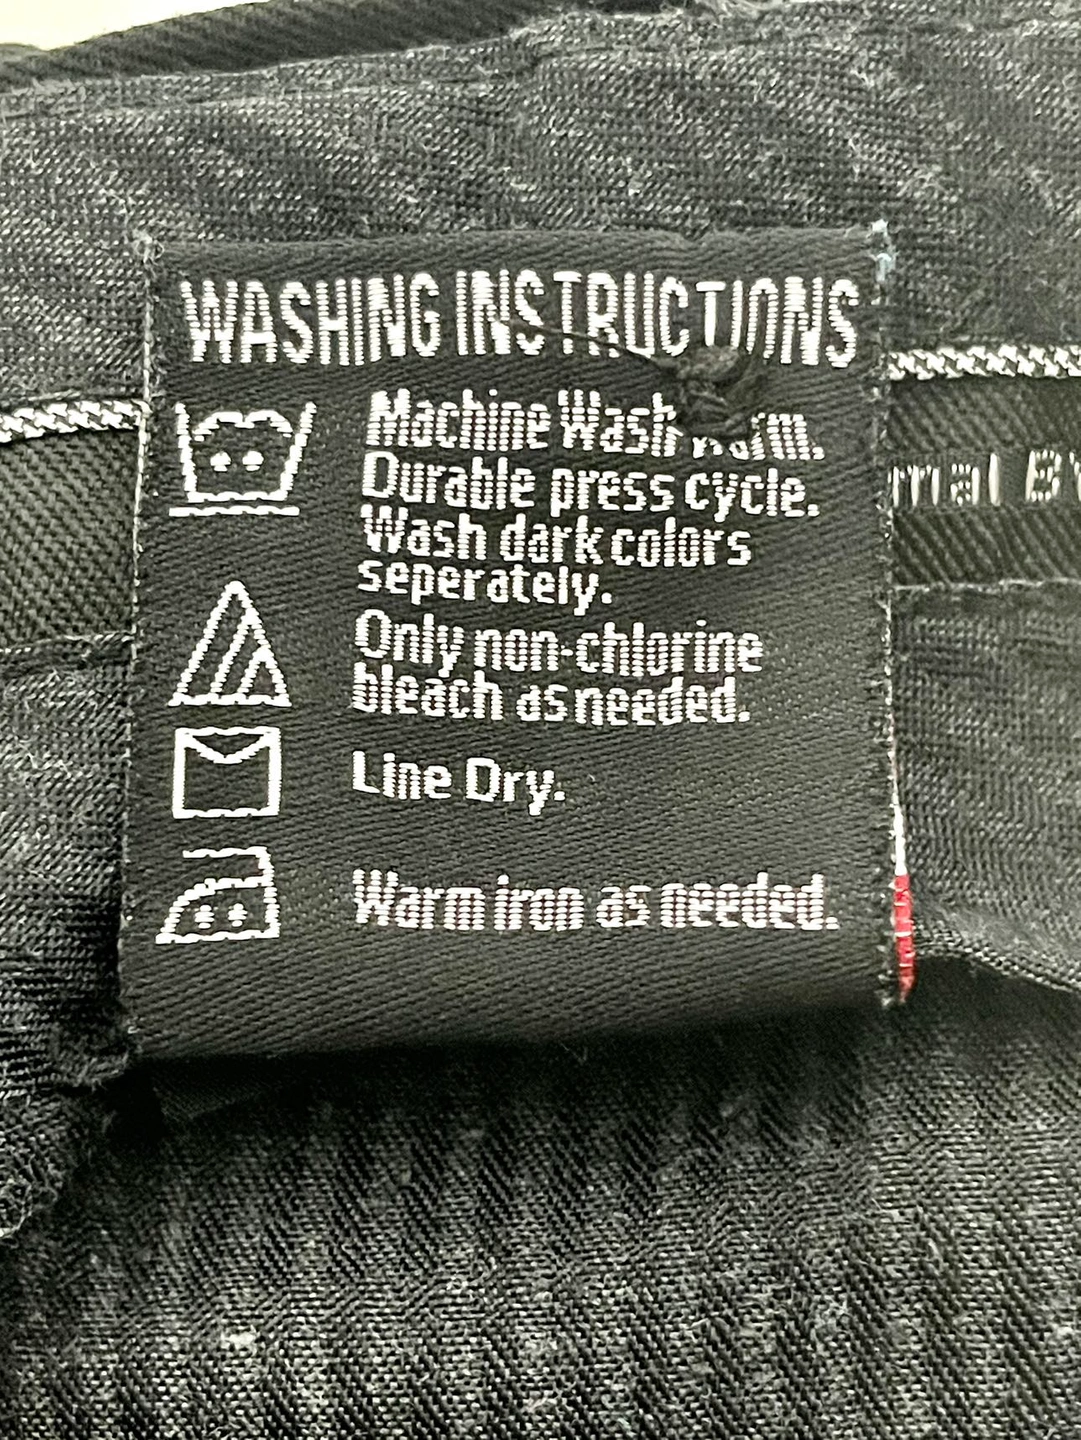 WASHING INSTRUCTIONS
Machine Wash Warm.
Durable press cycle.
Wash dark colors
seperately.
Only non-chlorine
bleach as needed.
Line Dry.
Warm iron as needed.